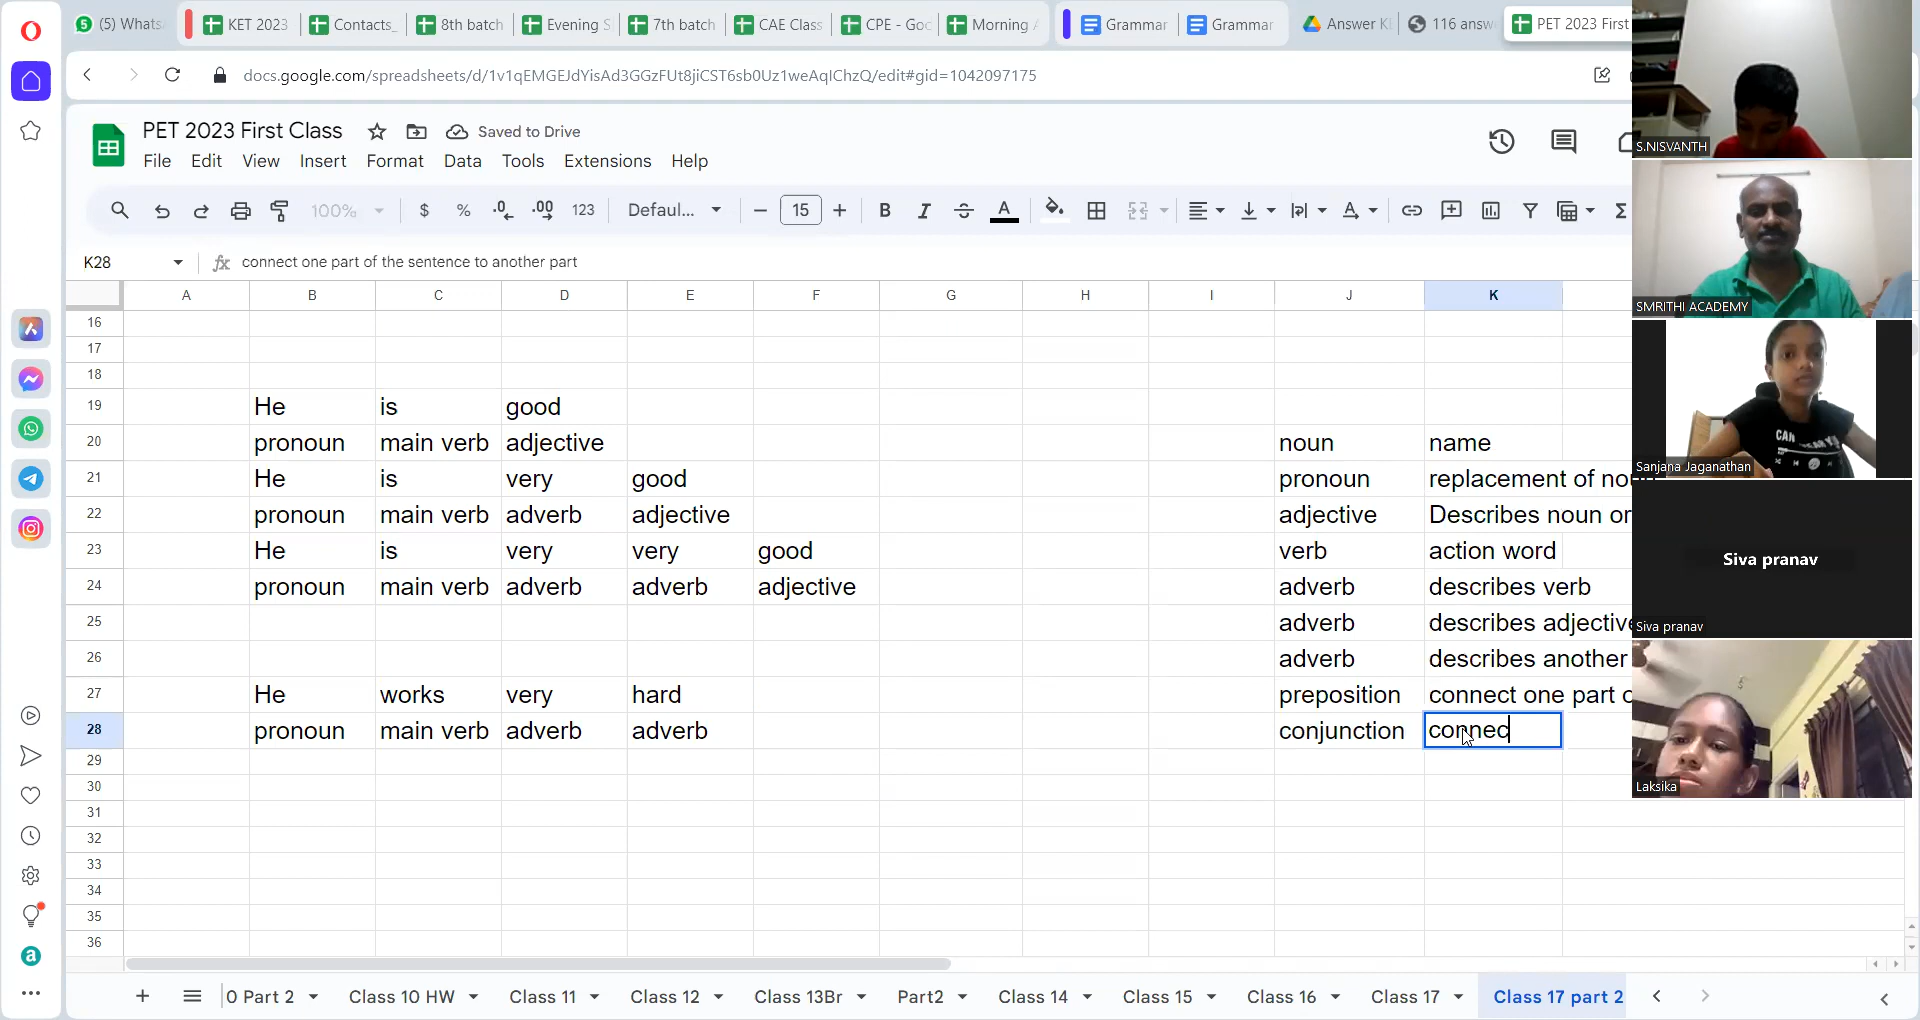 (5) Whats
KET 2023
Contacts_
8th batch
Evening S
7th batch
CAE Class
CPE - Goo
Morning A
Grammar
Grammar
Answer K
116 answ
PET 2023 First
docs.google.com/spreadsheets/d/1v1qEMGEJdYisAd3GGzFUt8jiCST6sb0Uz1weAqIChzQ/edit#gid=1042097175
PET 2023 First Class
Saved to Drive
File Edit View Insert Format Data Tools Extensions Help
100% $ % .0 .00 123 Defaul... 15 B I A Σ
K28 fx connect one part of the sentence to another part
A B C D E F G H I J K
16
17
18
19 He is good
20 pronoun main verb adjective noun name
21 He is very good pronoun replacement of nou
22 pronoun main verb adverb adjective adjective Describes noun or
23 He is very very good verb action word
24 pronoun main verb adverb adverb adjective adverb describes verb
25 adverb describes adjective
26 adverb describes another
27 He works very hard preposition connect one part o
28 pronoun main verb adverb adverb conjunction connec
29
30
31
32
33
34
35
36
0 Part 2 Class 10 HW Class 11 Class 12 Class 13Br Part2 Class 14 Class 15 Class 16 Class 17 Class 17 part 2
S.NISVANTH
SMRITHI ACADEMY
CAN
Sanjana Jaganathan
Siva pranav
Siva pranav
Laksika